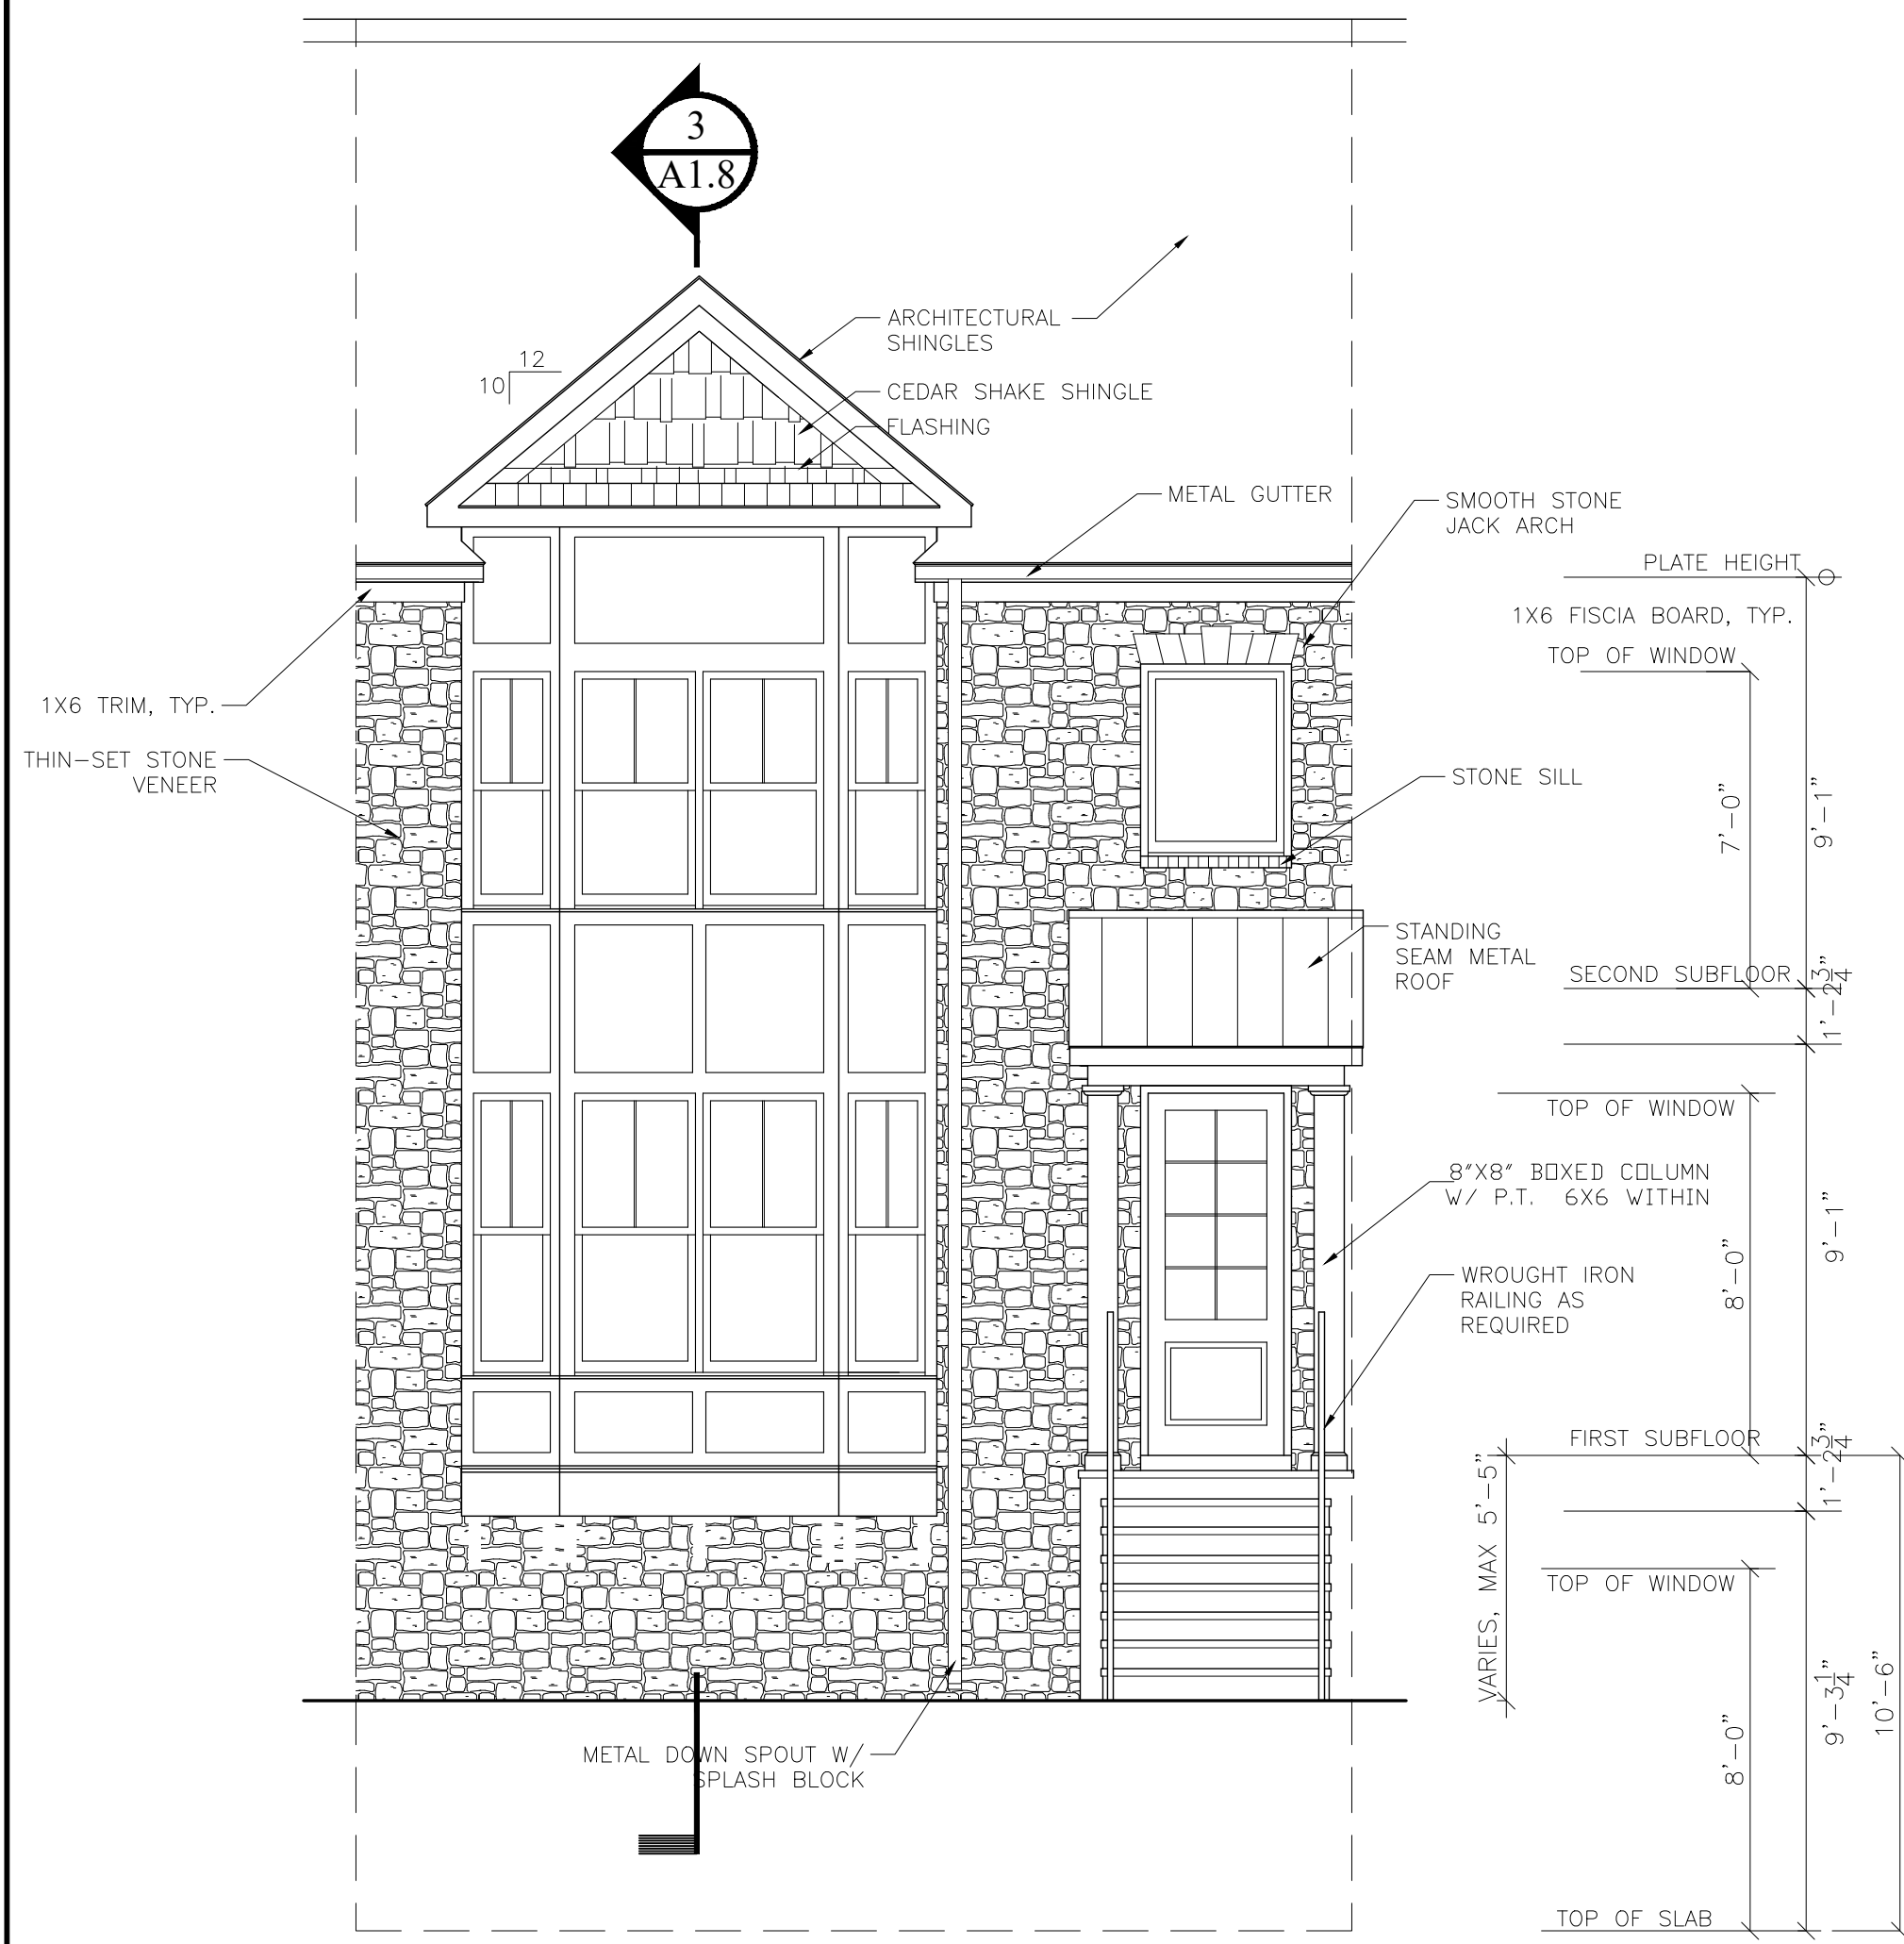 3
A1.8
ARCHITECTURAL
SHINGLES
12
10
CEDAR SHAKE SHINGLE
FLASHING
METAL GUTTER
SMOOTH STONE
JACK ARCH
PLATE HEIGHT
1X6 FISCIA BOARD, TYP.
TOP OF WINDOW
1X6 TRIM, TYP.
THIN-SET STONE
VENEER
STONE SILL
7'-0"
9'-1"
STANDING
SEAM METAL
ROOF
SECOND SUBFLOOR
1'-2 3/4"
TOP OF WINDOW
8"X8" BOXED COLUMN
W/ P.T. 6X6 WITHIN
9'-1"
8'-0"
WROUGHT IRON
RAILING AS
REQUIRED
FIRST SUBFLOOR
1'-2 3/4"
VARIES, MAX 5'-5"
TOP OF WINDOW
9'-3 1/4"
10'-6"
8'-0"
METAL DOWN SPOUT W/
SPLASH BLOCK
TOP OF SLAB